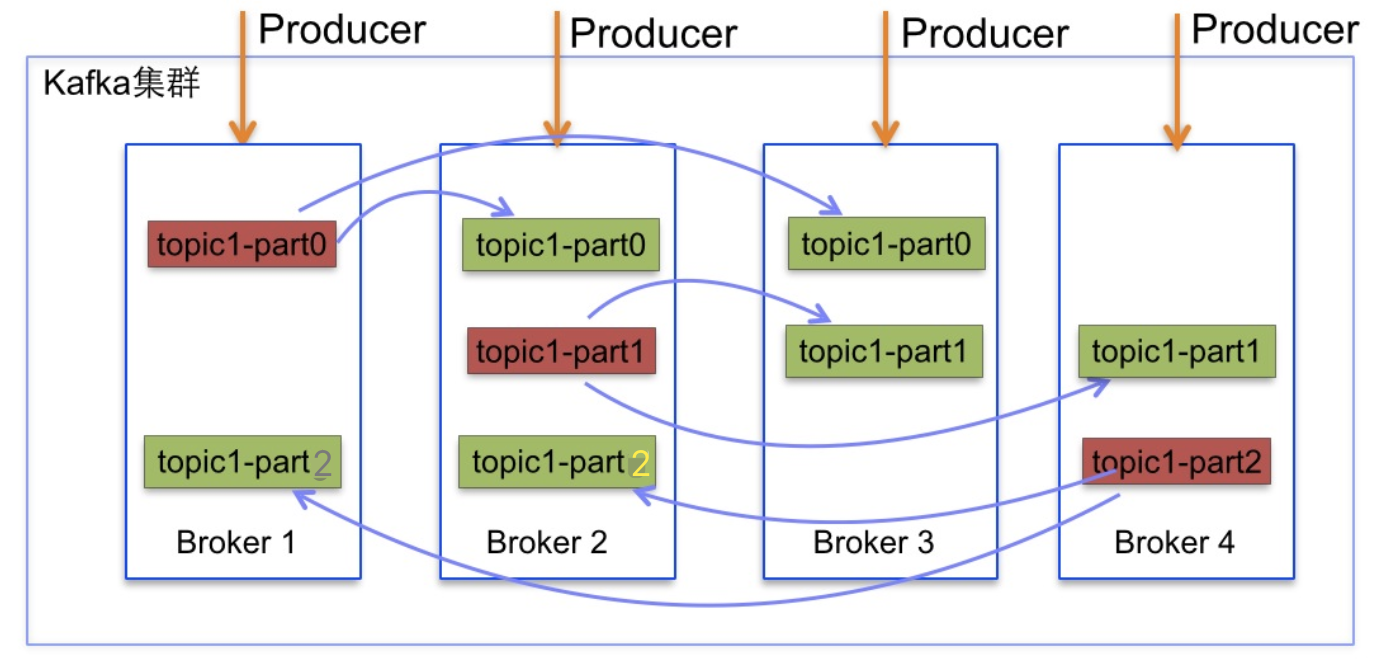 Producer
Producer
Producer
Producer
Kafka集群
topic1-part0
topic1-part0
topic1-part0
topic1-part1
topic1-part1
topic1-part1
topic1-part2
topic1-part2
topic1-part2
Broker 1
Broker 2
Broker 3
Broker 4